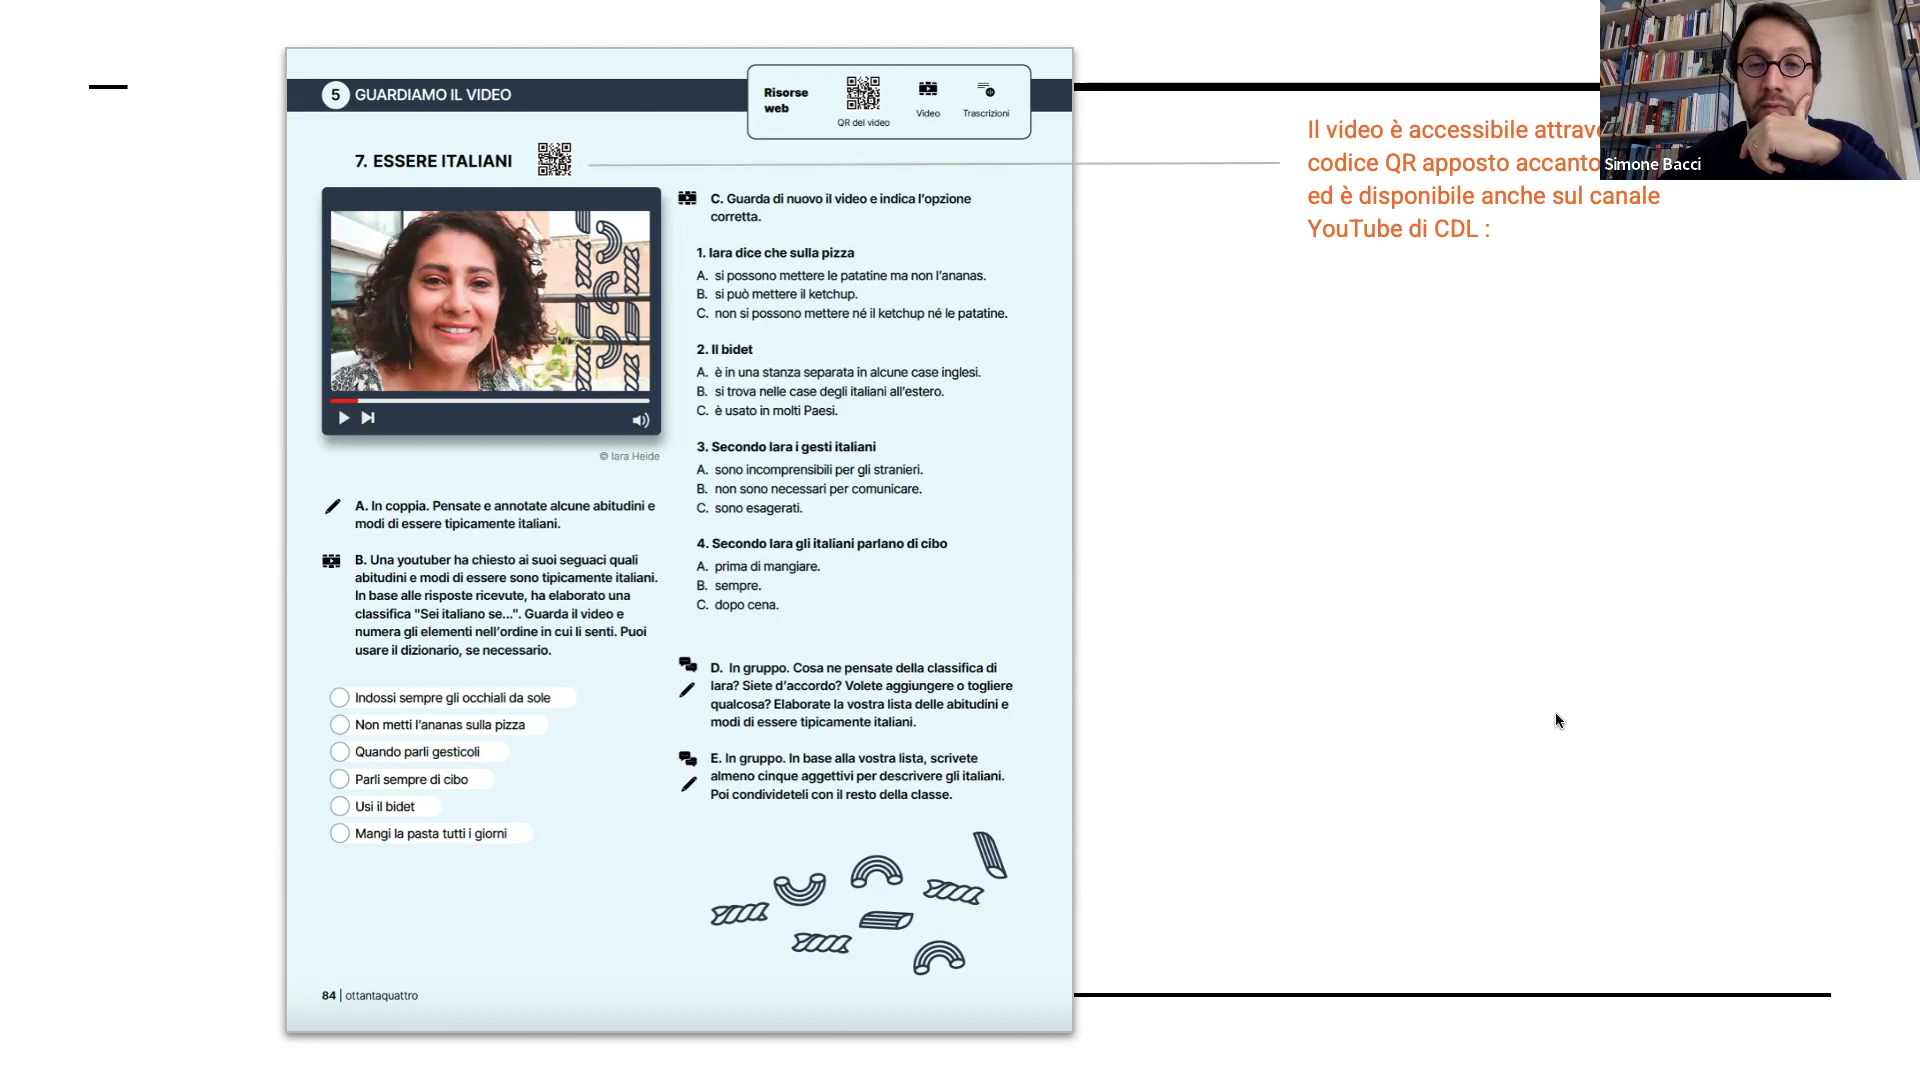 5 GUARDIAMO IL VIDEO
Risorse
web
QR del video
Video
Trascrizioni
7. ESSERE ITALIANI
© Iara Heide
A. In coppia. Pensate e annotate alcune abitudini e
modi di essere tipicamente italiani.
B. Una youtuber ha chiesto ai suoi seguaci quali
abitudini e modi di essere sono tipicamente italiani.
In base alle risposte ricevute, ha elaborato una
classifica "Sei italiano se...". Guarda il video e
numera gli elementi nell'ordine in cui li senti. Puoi
usare il dizionario, se necessario.
Indossi sempre gli occhiali da sole
Non metti l'ananas sulla pizza
Quando parli gesticoli
Parli sempre di cibo
Usi il bidet
Mangi la pasta tutti i giorni
C. Guarda di nuovo il video e indica l'opzione
corretta.
1. Iara dice che sulla pizza
A. si possono mettere le patatine ma non l'ananas.
B. si può mettere il ketchup.
C. non si possono mettere né il ketchup né le patatine.
2. Il bidet
A. è in una stanza separata in alcune case inglesi.
B. si trova nelle case degli italiani all'estero.
C. è usato in molti Paesi.
3. Secondo Iara i gesti italiani
A. sono incomprensibili per gli stranieri.
B. non sono necessari per comunicare.
C. sono esagerati.
4. Secondo Iara gli italiani parlano di cibo
A. prima di mangiare.
B. sempre.
C. dopo cena.
D. In gruppo. Cosa ne pensate della classifica di
Iara? Siete d'accordo? Volete aggiungere o togliere
qualcosa? Elaborate la vostra lista delle abitudini e
modi di essere tipicamente italiani.
E. In gruppo. In base alla vostra lista, scrivete
almeno cinque aggettivi per descrivere gli italiani.
Poi condivideteli con il resto della classe.
84 | ottantaquattro
Il video è accessibile
codice QR apposto accanto
ed è disponibile anche sul canale
YouTube di CDL :
Simone Bacci